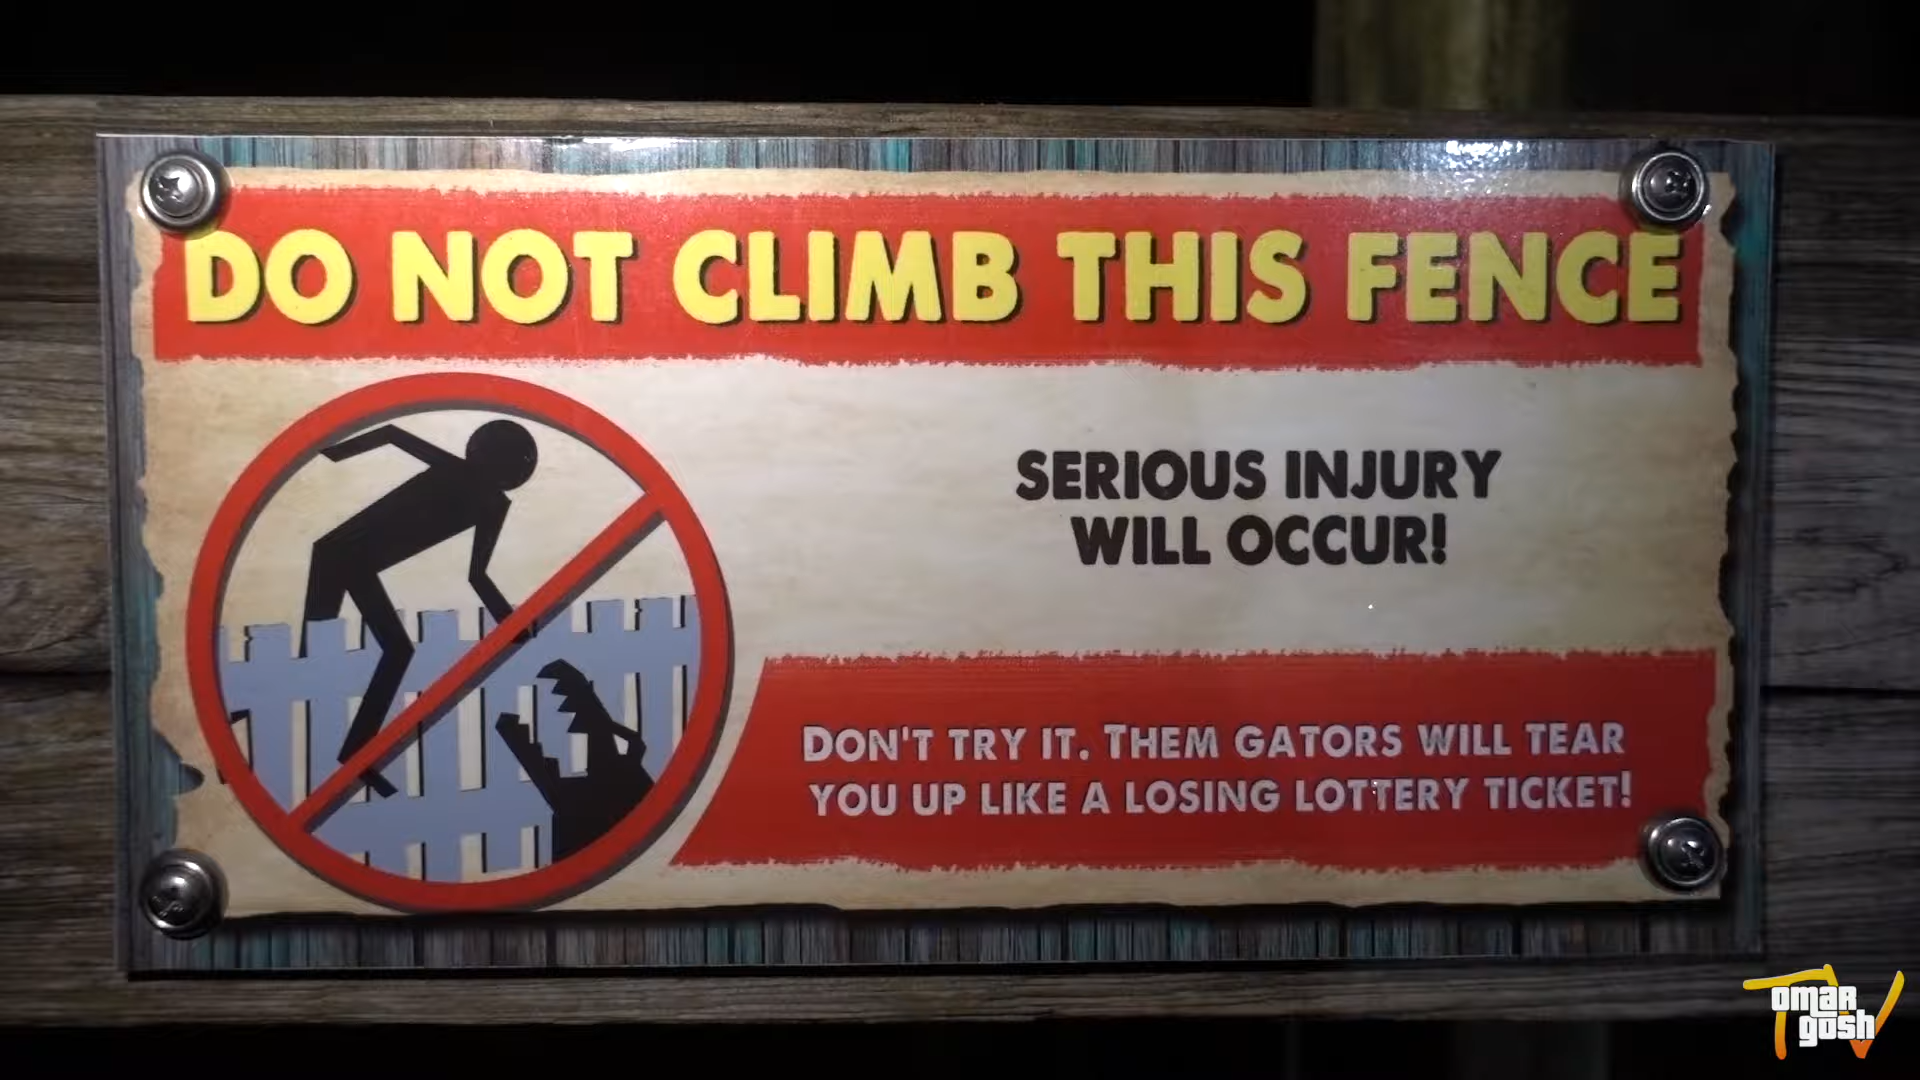 DO NOT CLIMB THIS FENCE
SERIOUS INJURY
WILL OCCUR!
DON'T TRY IT. THEM GATORS WILL TEAR
YOU UP LIKE A LOSING LOTTERY TICKET!
OMAR
GOSH
TV